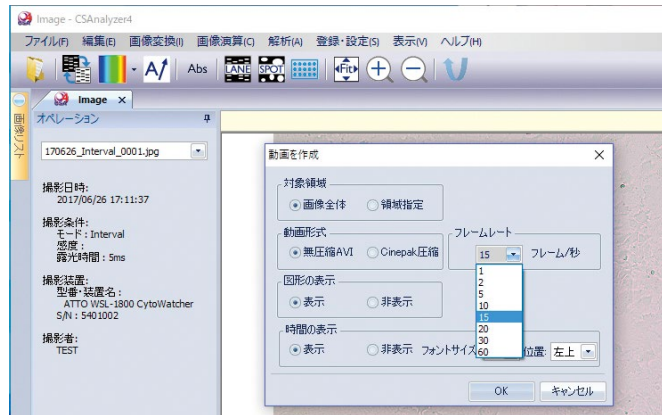 Image - CSAnalyzer4
ファイル(F) 編集(E) 画像変換(I) 画像演算(C) 解析(A) 登録・設定(S) 表示(V) ヘルプ(H)
A/ Abs LANE SPOT Fit
画像リスト
Image ×
オペレーション
170626_Interval_0001.jpg
撮影日時:
2017/06/26 17:11:37
撮影条件:
モード : Interval
感度 :
露光時間 : 5ms
撮影装置:
型番・装置名 :
ATTO WSL-1800 CytoWatcher
S/N : 5401002
撮影者:
TEST
動画を作成
対象領域
画像全体 領域指定
動画形式
無圧縮AVI Cinepak圧縮
フレームレート
15 フレーム/秒
1
2
5
10
15
20
30
60
図形の表示
表示 非表示
時間の表示
表示 非表示 フォントサイズ 位置: 左上
OK キャンセル